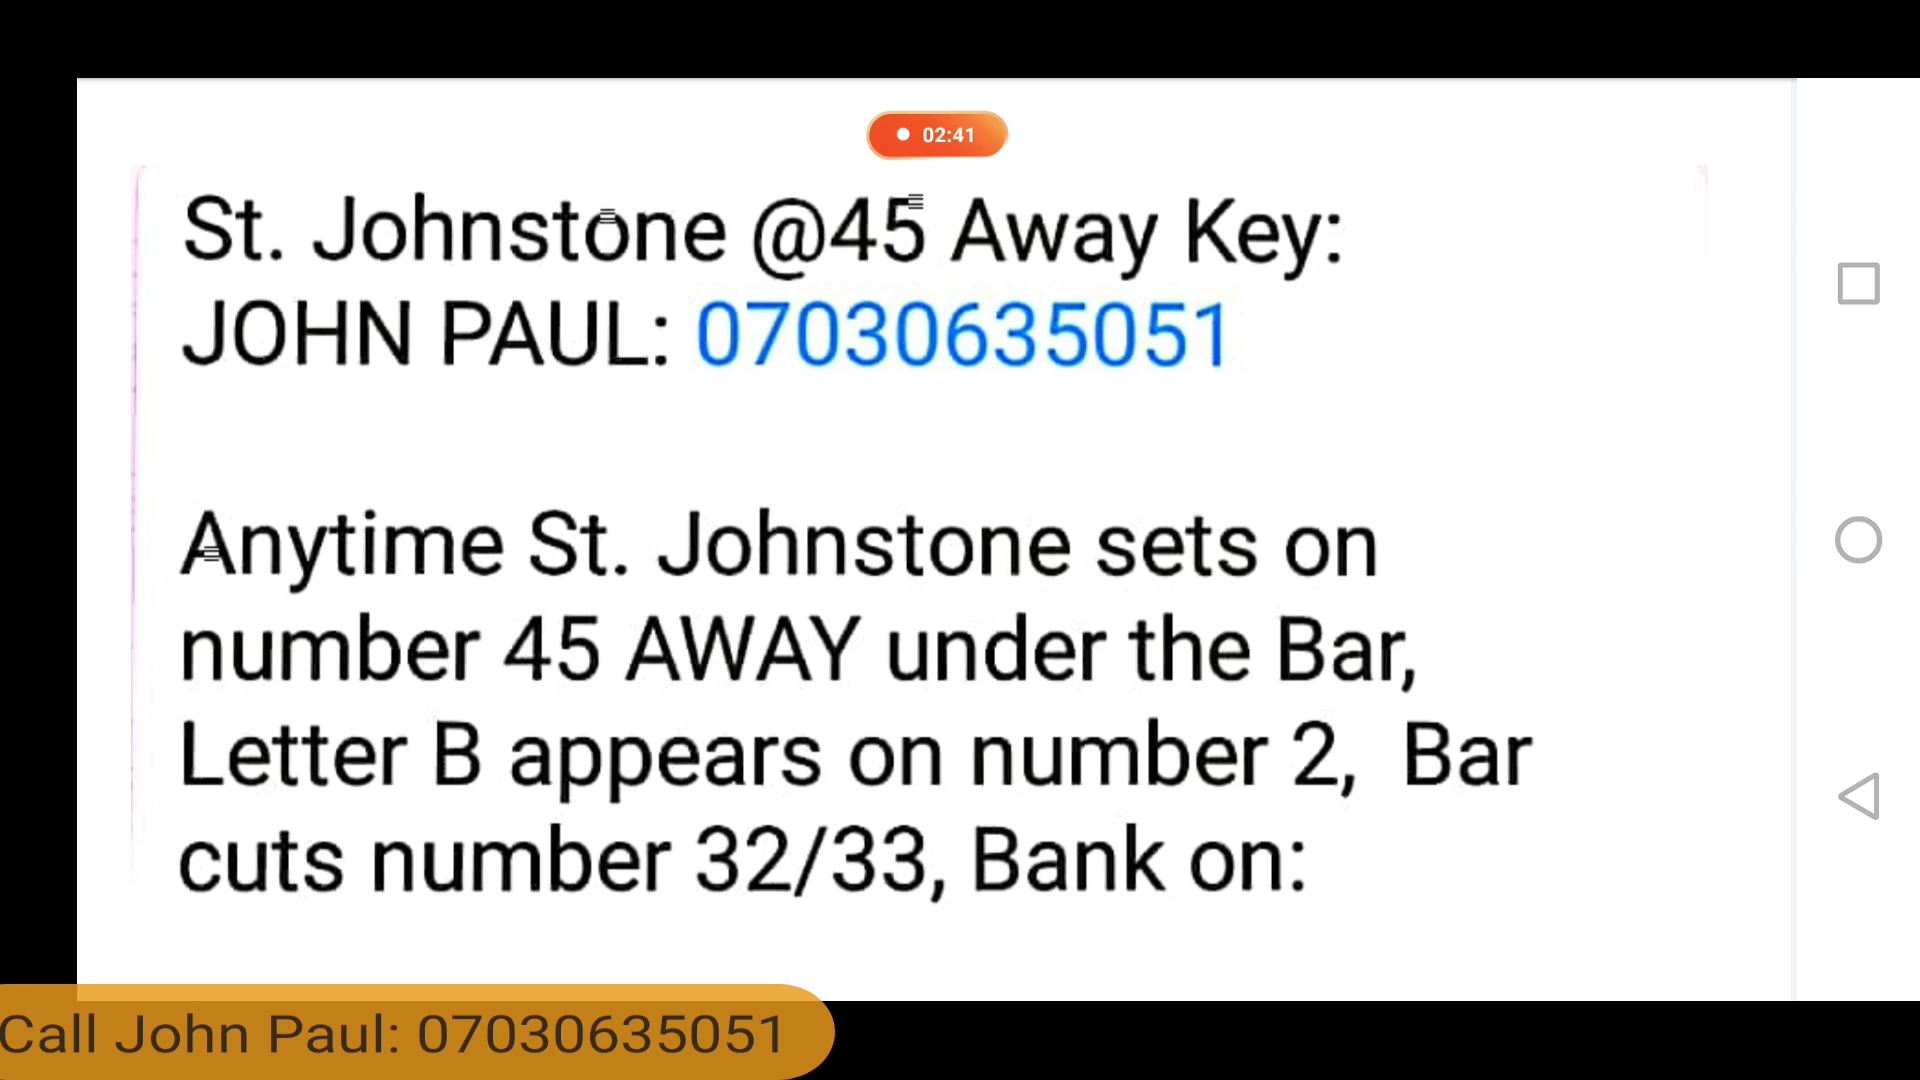 02:41
St. Johnstone @45 Away Key:
JOHN PAUL: 07030635051
Anytime St. Johnstone sets on
number 45 AWAY under the Bar,
Letter B appears on number 2,  Bar
cuts number 32/33, Bank on:
Call John Paul: 07030635051